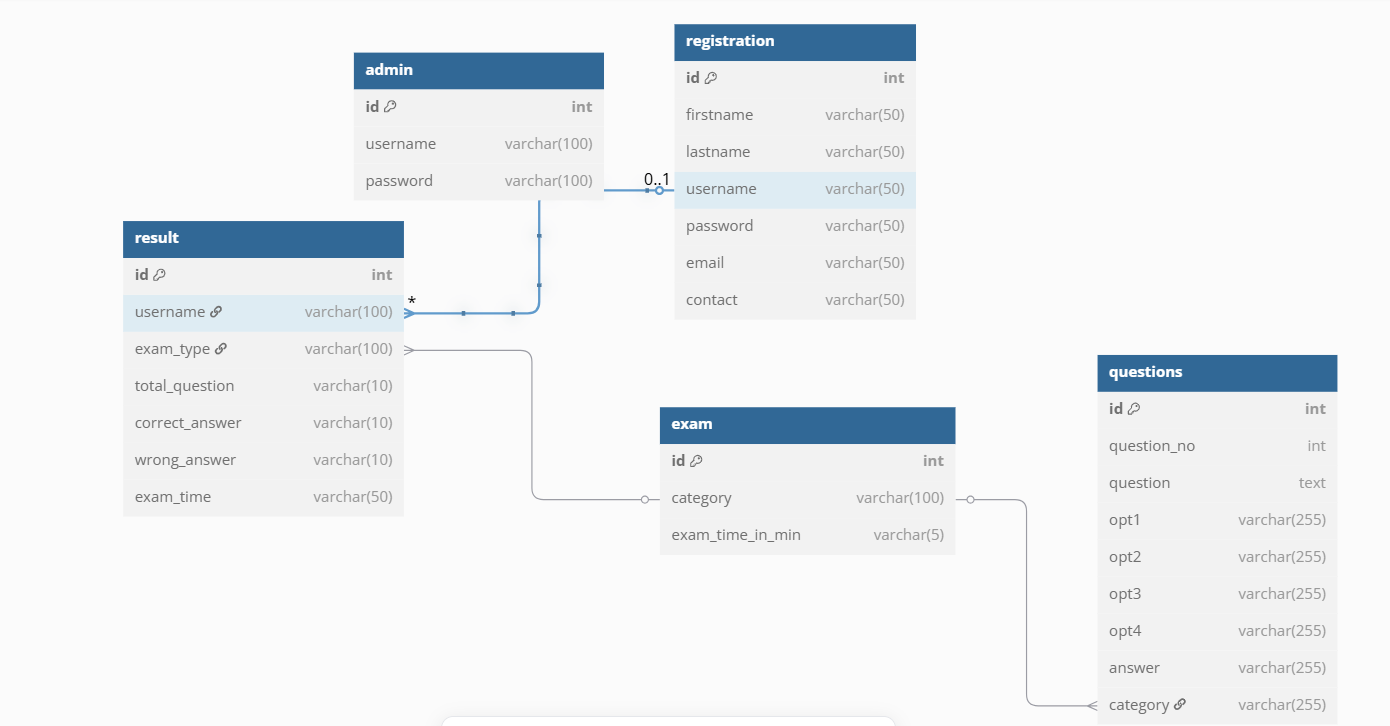 admin
id int
username varchar(100)
password varchar(100)
registration
id int
firstname varchar(50)
lastname varchar(50)
0..1
username varchar(50)
password varchar(50)
email varchar(50)
contact varchar(50)
result
id int
*
username varchar(100)
exam_type varchar(100)
total_question varchar(10)
correct_answer varchar(10)
wrong_answer varchar(10)
exam_time varchar(50)
exam
id int
category varchar(100)
exam_time_in_min varchar(5)
questions
id int
question_no int
question text
opt1 varchar(255)
opt2 varchar(255)
opt3 varchar(255)
opt4 varchar(255)
answer varchar(255)
category varchar(255)